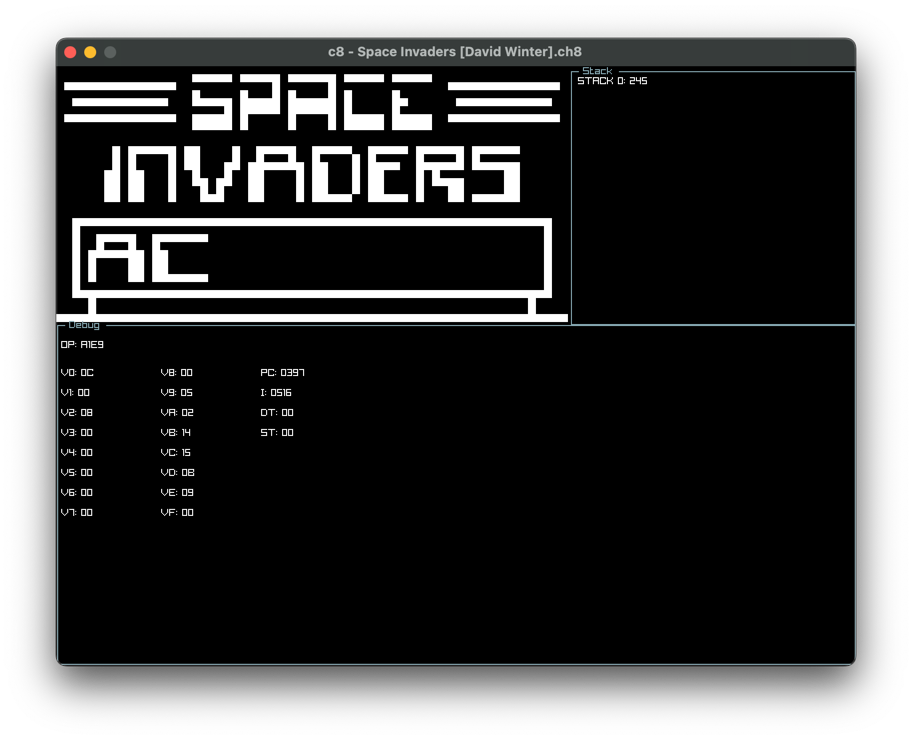 c8 - Space Invaders [David Winter].ch8
SPACE
INVADERS
AC
Stack
STACK 0: 245
Debug
OP: A1E9
V0: 0C
V8: 00
PC: 0397
V1: 00
V9: 05
I: 0516
V2: 08
VA: 02
DT: 00
V3: 00
VB: 14
ST: 00
V4: 00
VC: 15
V5: 00
VD: 0B
V6: 00
VE: 09
V7: 00
VF: 00